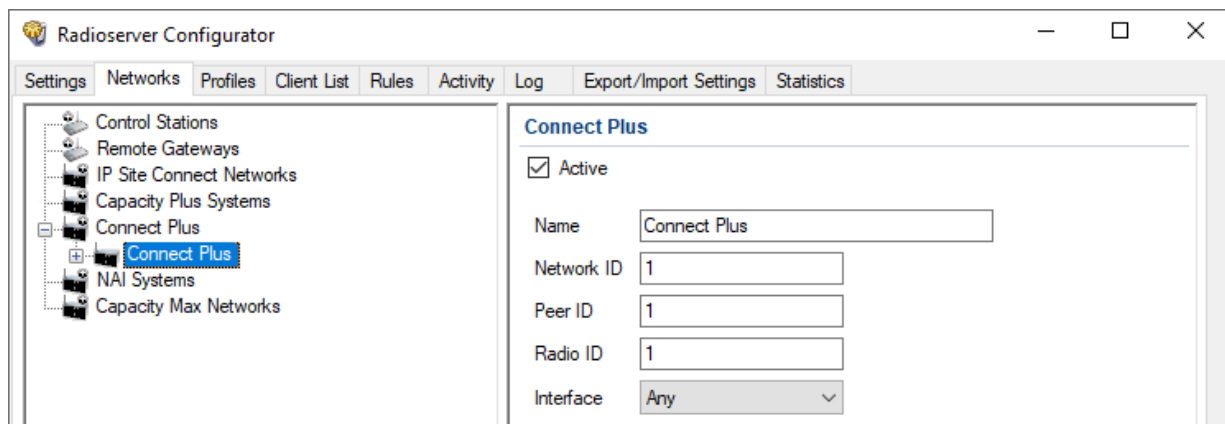 Radioserver Configurator
Settings Networks Profiles Client List Rules Activity Log Export/Import Settings Statistics
Control Stations
Remote Gateways
IP Site Connect Networks
Capacity Plus Systems
Connect Plus
Connect Plus
NAI Systems
Capacity Max Networks
Connect Plus
Active
Name Connect Plus
Network ID 1
Peer ID 1
Radio ID 1
Interface Any